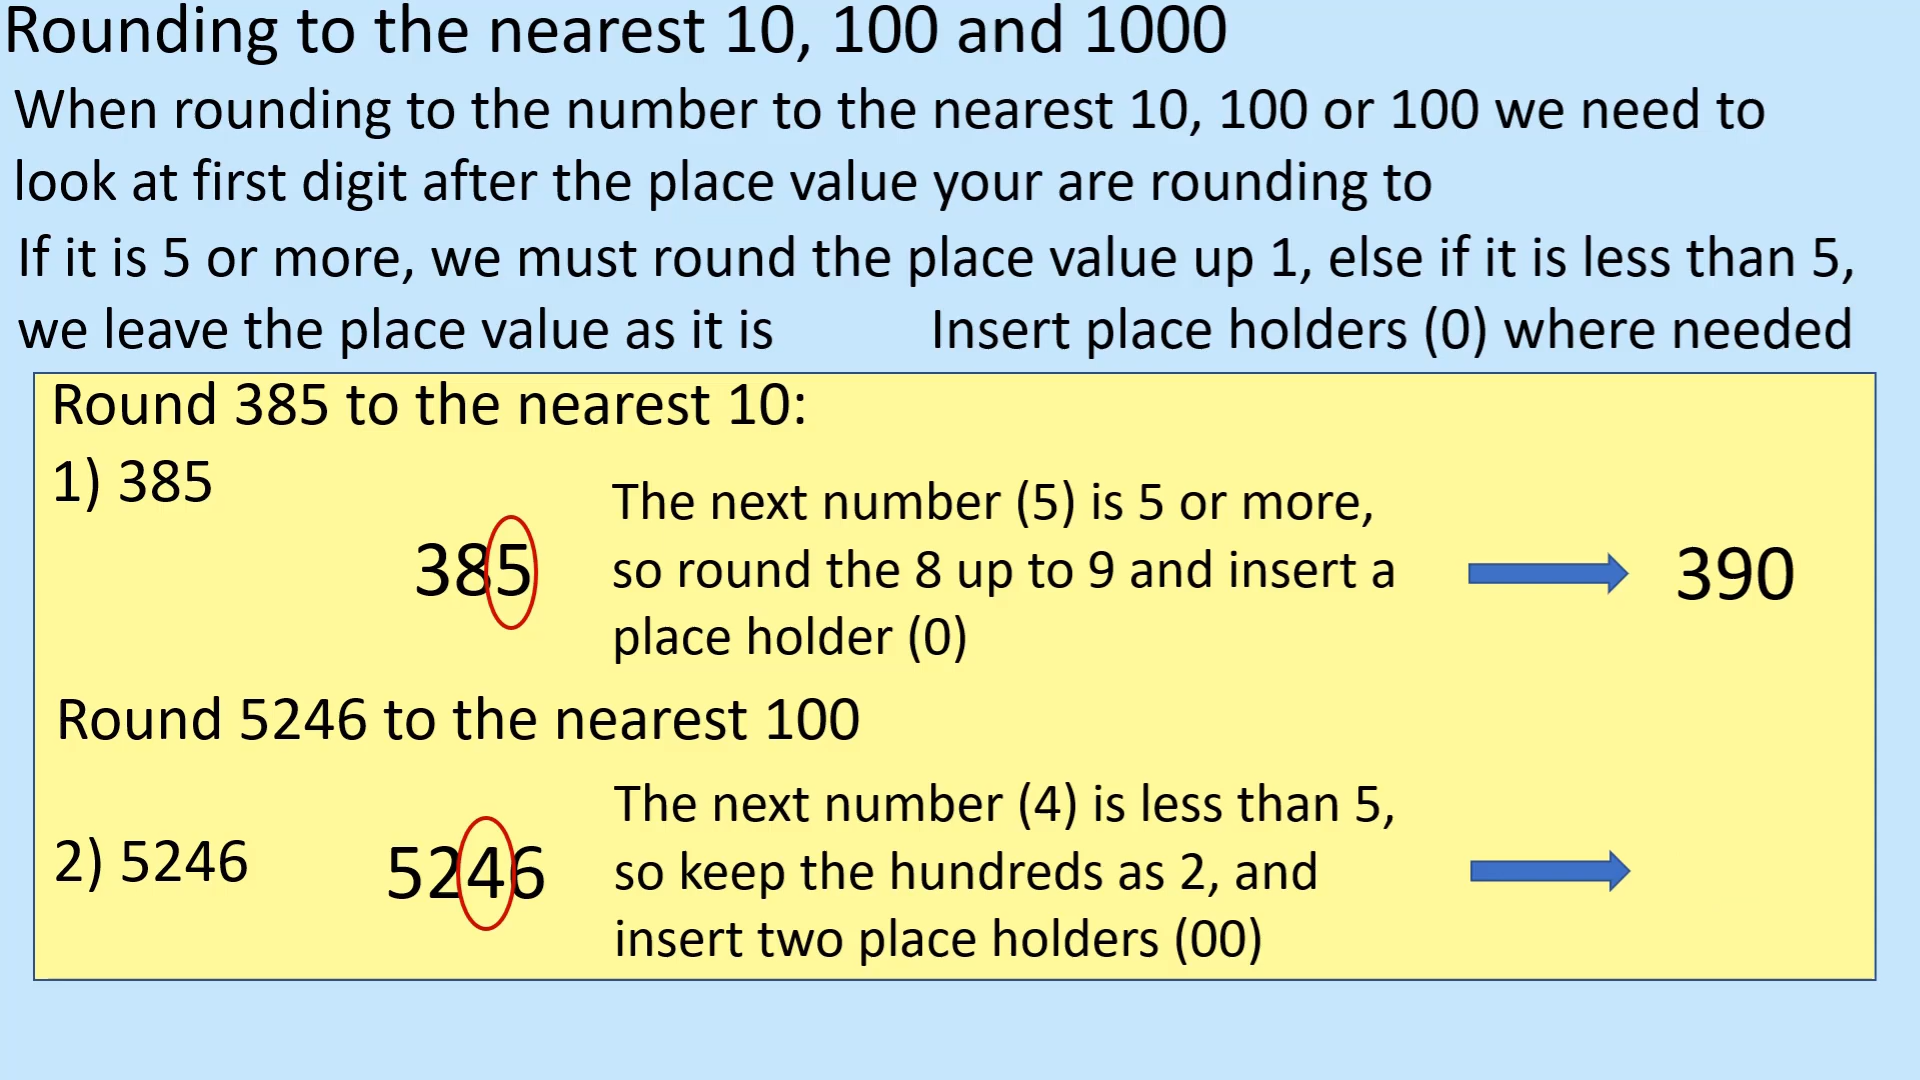 Rounding to the nearest 10, 100 and 1000
When rounding to the number to the nearest 10, 100 or 100 we need to
look at first digit after the place value your are rounding to
If it is 5 or more, we must round the place value up 1, else if it is less than 5,
we leave the place value as it is Insert place holders (0) where needed
Round 385 to the nearest 10:
1) 385
385
The next number (5) is 5 or more,
so round the 8 up to 9 and insert a
place holder (0)
390
Round 5246 to the nearest 100
2) 5246
5246
The next number (4) is less than 5,
so keep the hundreds as 2, and
insert two place holders (00)